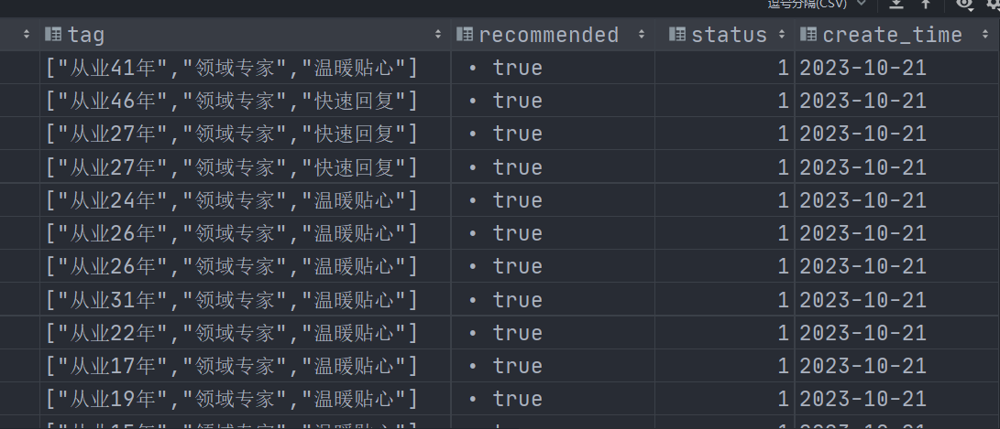 逗号分隔(CSV)
tag recommended status create_time
["从业41年","领域专家","温暖贴心"] • true 1 2023-10-21
["从业46年","领域专家","快速回复"] • true 1 2023-10-21
["从业27年","领域专家","快速回复"] • true 1 2023-10-21
["从业27年","领域专家","快速回复"] • true 1 2023-10-21
["从业24年","领域专家","温暖贴心"] • true 1 2023-10-21
["从业26年","领域专家","温暖贴心"] • true 1 2023-10-21
["从业26年","领域专家","温暖贴心"] • true 1 2023-10-21
["从业31年","领域专家","温暖贴心"] • true 1 2023-10-21
["从业22年","领域专家","温暖贴心"] • true 1 2023-10-21
["从业17年","领域专家","温暖贴心"] • true 1 2023-10-21
["从业19年","领域专家","温暖贴心"] • true 1 2023-10-21